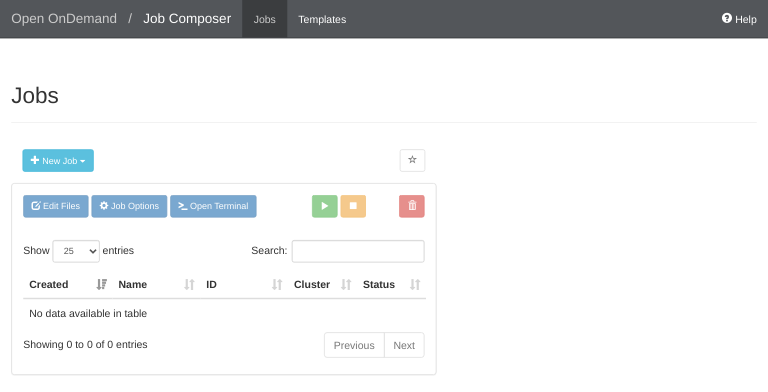 Open OnDemand / Job Composer Jobs Templates Help
Jobs
New Job
Edit Files Job Options Open Terminal
Show 25 entries Search:
Created Name ID Cluster Status
No data available in table
Showing 0 to 0 of 0 entries Previous Next